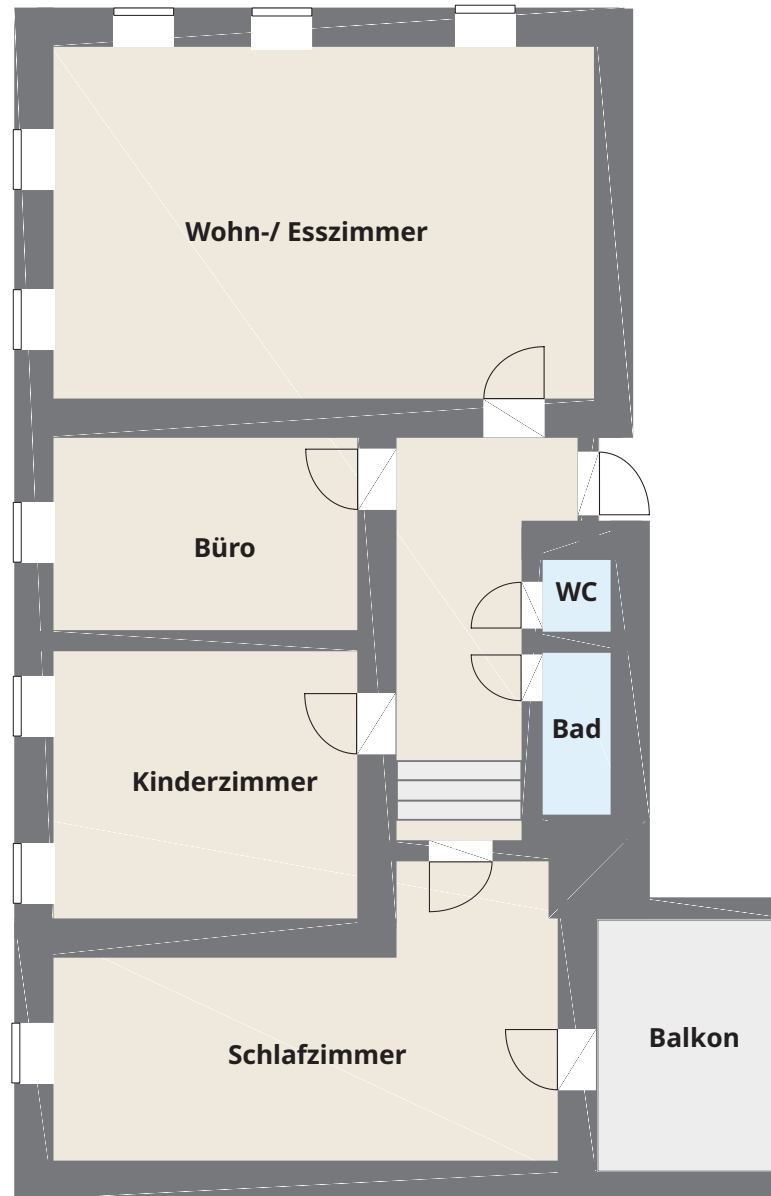 Wohn-/ Esszimmer
Büro
WC
Bad
Kinderzimmer
Schlafzimmer
Balkon